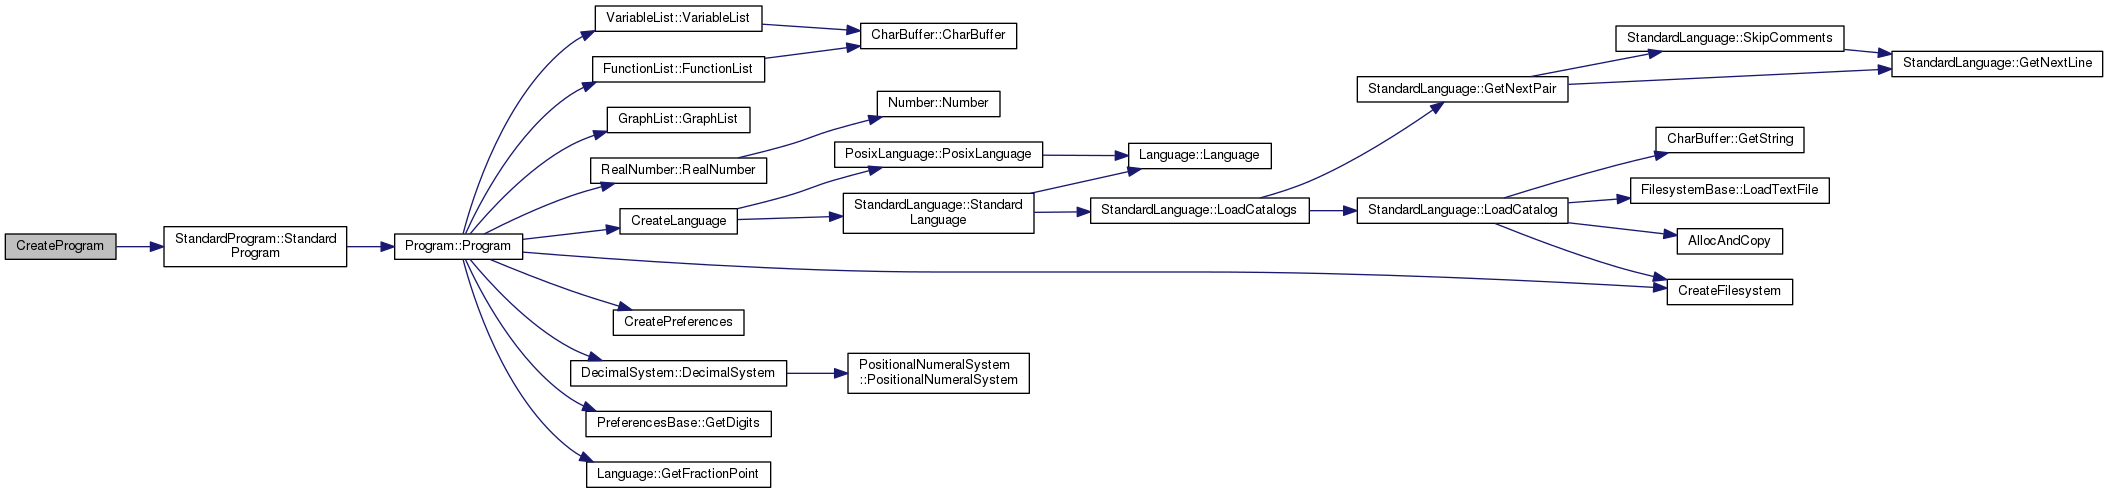 CreateProgram
StandardProgram::Standard
Program
Program::Program
VariableList::VariableList
CharBuffer::CharBuffer
FunctionList::FunctionList
GraphList::GraphList
RealNumber::RealNumber
Number::Number
CreateLanguage
PosixLanguage::PosixLanguage
StandardLanguage::Standard
Language
Language::Language
StandardLanguage::LoadCatalogs
StandardLanguage::GetNextPair
StandardLanguage::SkipComments
StandardLanguage::GetNextLine
StandardLanguage::LoadCatalog
CharBuffer::GetString
FilesystemBase::LoadTextFile
AllocAndCopy
CreateFilesystem
CreatePreferences
DecimalSystem::DecimalSystem
PositionalNumeralSystem
::PositionalNumeralSystem
PreferencesBase::GetDigits
Language::GetFractionPoint